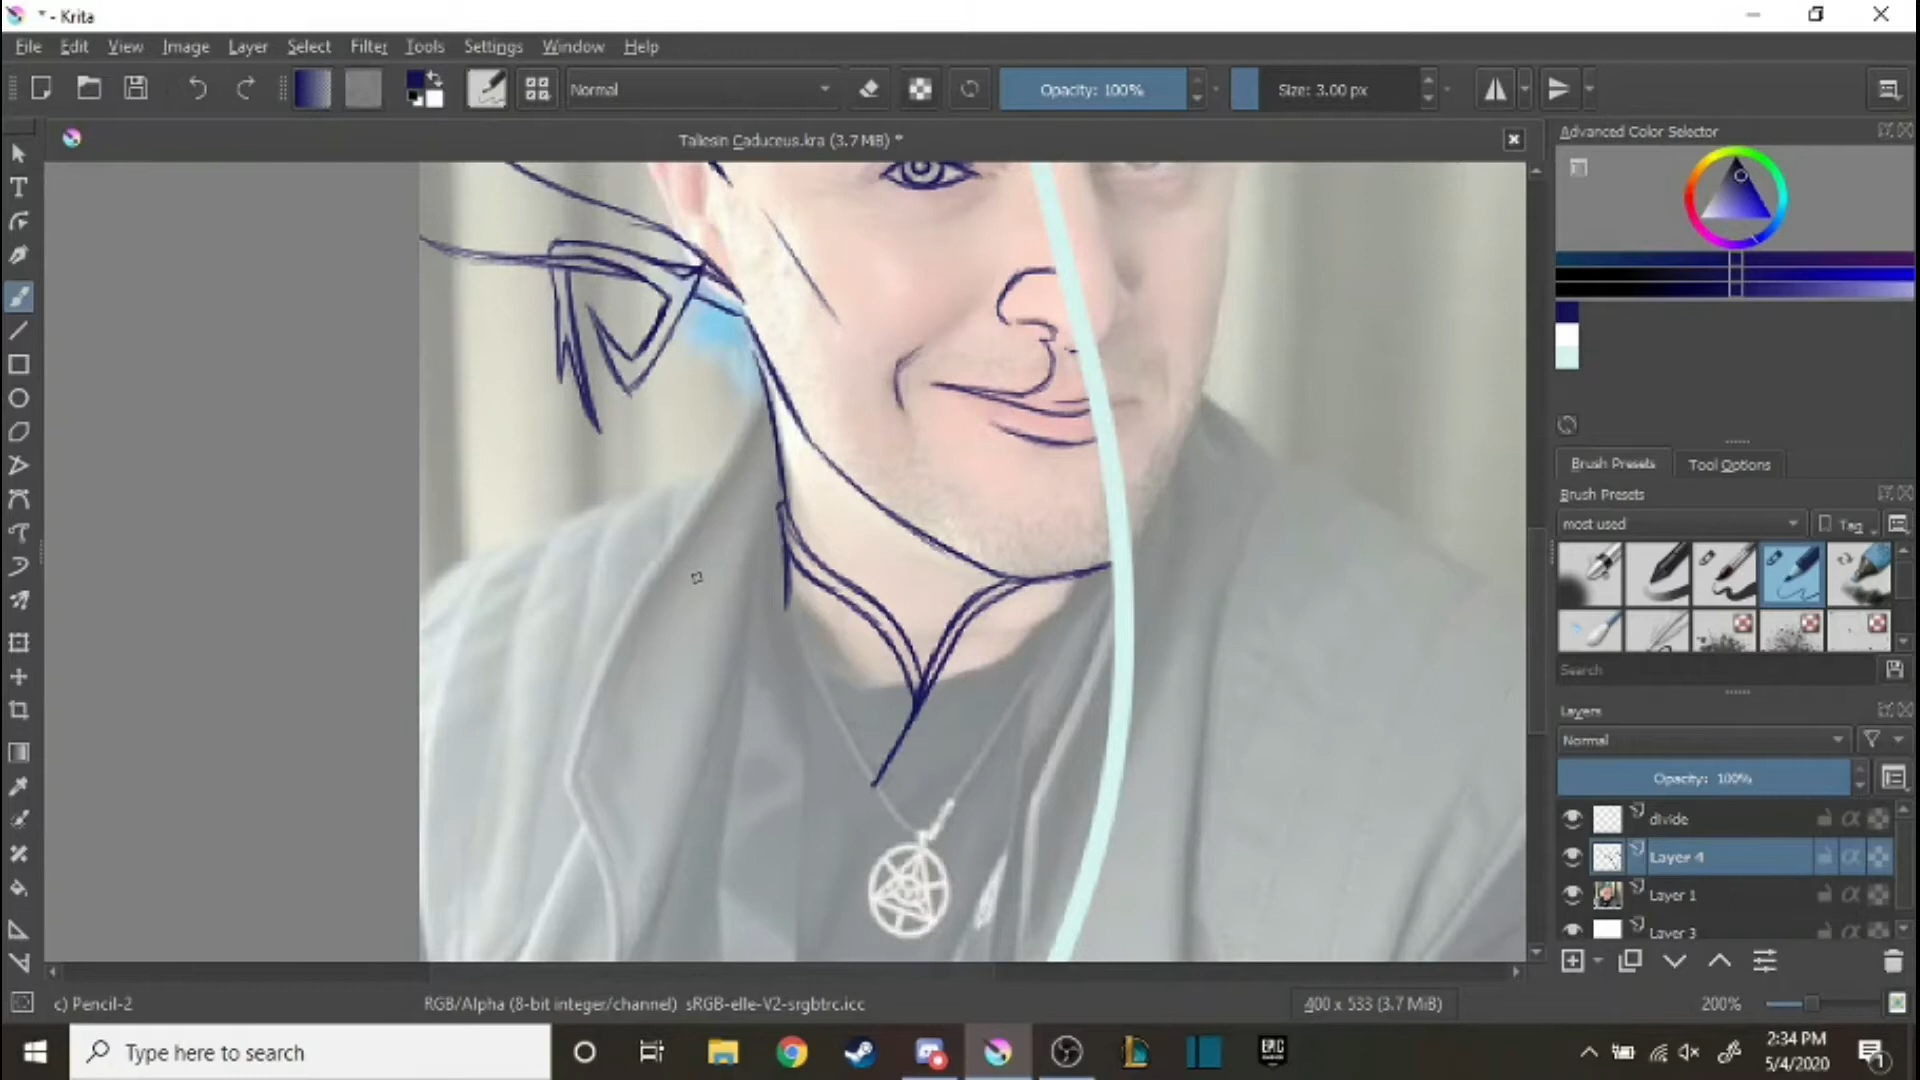 * - Krita
File Edit View Image Layer Select Filter Tools Settings Window Help
Normal Opacity: 100% Size: 3.00 px
Taliesin Caduceus.kra (3.7 MiB) *
Advanced Color Selector
Brush Presets Tool Options
Brush Presets
most used Tag
Search
Layers
Normal
Opacity: 100%
divide
Layer 4
Layer 1
Layer 3
c) Pencil-2 RGB/Alpha (8-bit integer/channel) sRGB-elle-V2-srgbtrc.icc 400 x 533 (3.7 MiB) 200%
Type here to search
EPIC
2:34 PM
5/4/2020
1